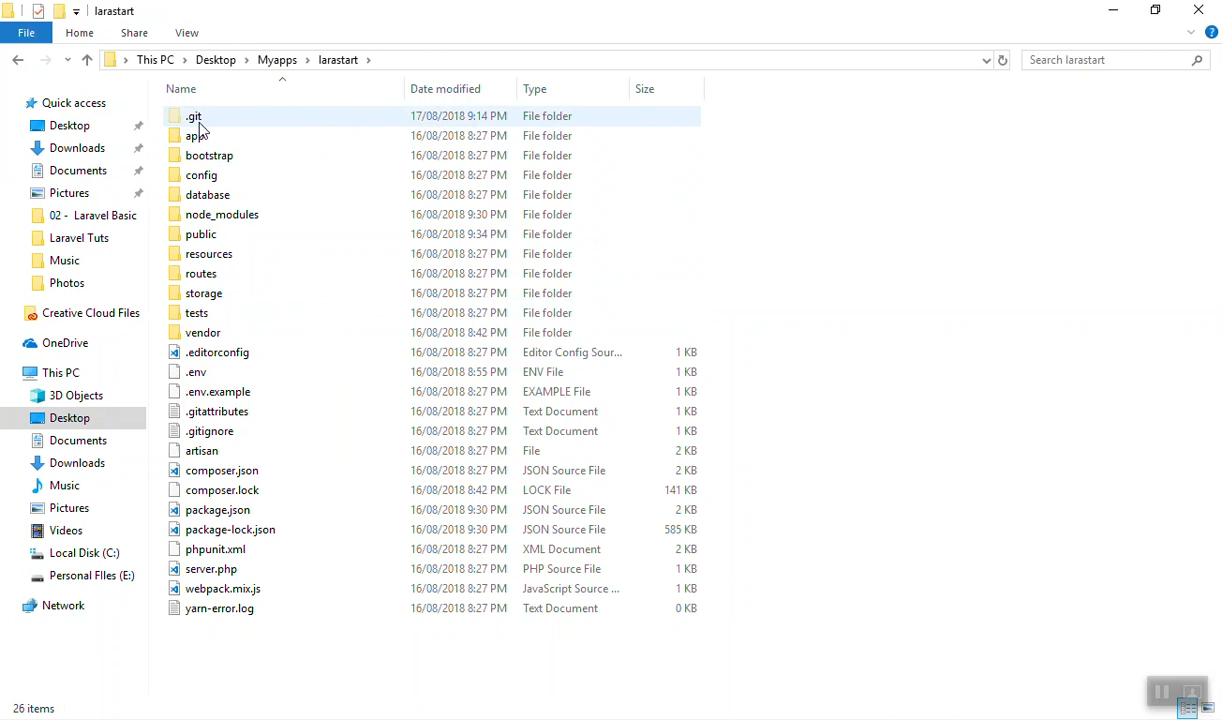 larastart
File Home Share View
This PC > Desktop > Myapps > larastart >
Search larastart
Name Date modified Type Size
Quick access
Desktop
Downloads
Documents
Pictures
02 - Laravel Basic
Laravel Tuts
Music
Photos
Creative Cloud Files
OneDrive
This PC
3D Objects
Desktop
Documents
Downloads
Music
Pictures
Videos
Local Disk (C:)
Personal FIles (E:)
Network
.git 17/08/2018 9:14 PM File folder
app 16/08/2018 8:27 PM File folder
bootstrap 16/08/2018 8:27 PM File folder
config 16/08/2018 8:27 PM File folder
database 16/08/2018 8:27 PM File folder
node_modules 16/08/2018 9:30 PM File folder
public 16/08/2018 9:34 PM File folder
resources 16/08/2018 8:27 PM File folder
routes 16/08/2018 8:27 PM File folder
storage 16/08/2018 8:27 PM File folder
tests 16/08/2018 8:27 PM File folder
vendor 16/08/2018 8:42 PM File folder
.editorconfig 16/08/2018 8:27 PM Editor Config Sour... 1 KB
.env 16/08/2018 8:55 PM ENV File 1 KB
.env.example 16/08/2018 8:27 PM EXAMPLE File 1 KB
.gitattributes 16/08/2018 8:27 PM Text Document 1 KB
.gitignore 16/08/2018 8:27 PM Text Document 1 KB
artisan 16/08/2018 8:27 PM File 2 KB
composer.json 16/08/2018 8:27 PM JSON Source File 2 KB
composer.lock 16/08/2018 8:42 PM LOCK File 141 KB
package.json 16/08/2018 9:30 PM JSON Source File 2 KB
package-lock.json 16/08/2018 9:30 PM JSON Source File 585 KB
phpunit.xml 16/08/2018 8:27 PM XML Document 2 KB
server.php 16/08/2018 8:27 PM PHP Source File 1 KB
webpack.mix.js 16/08/2018 8:27 PM JavaScript Source ... 1 KB
yarn-error.log 16/08/2018 8:27 PM Text Document 0 KB
26 items